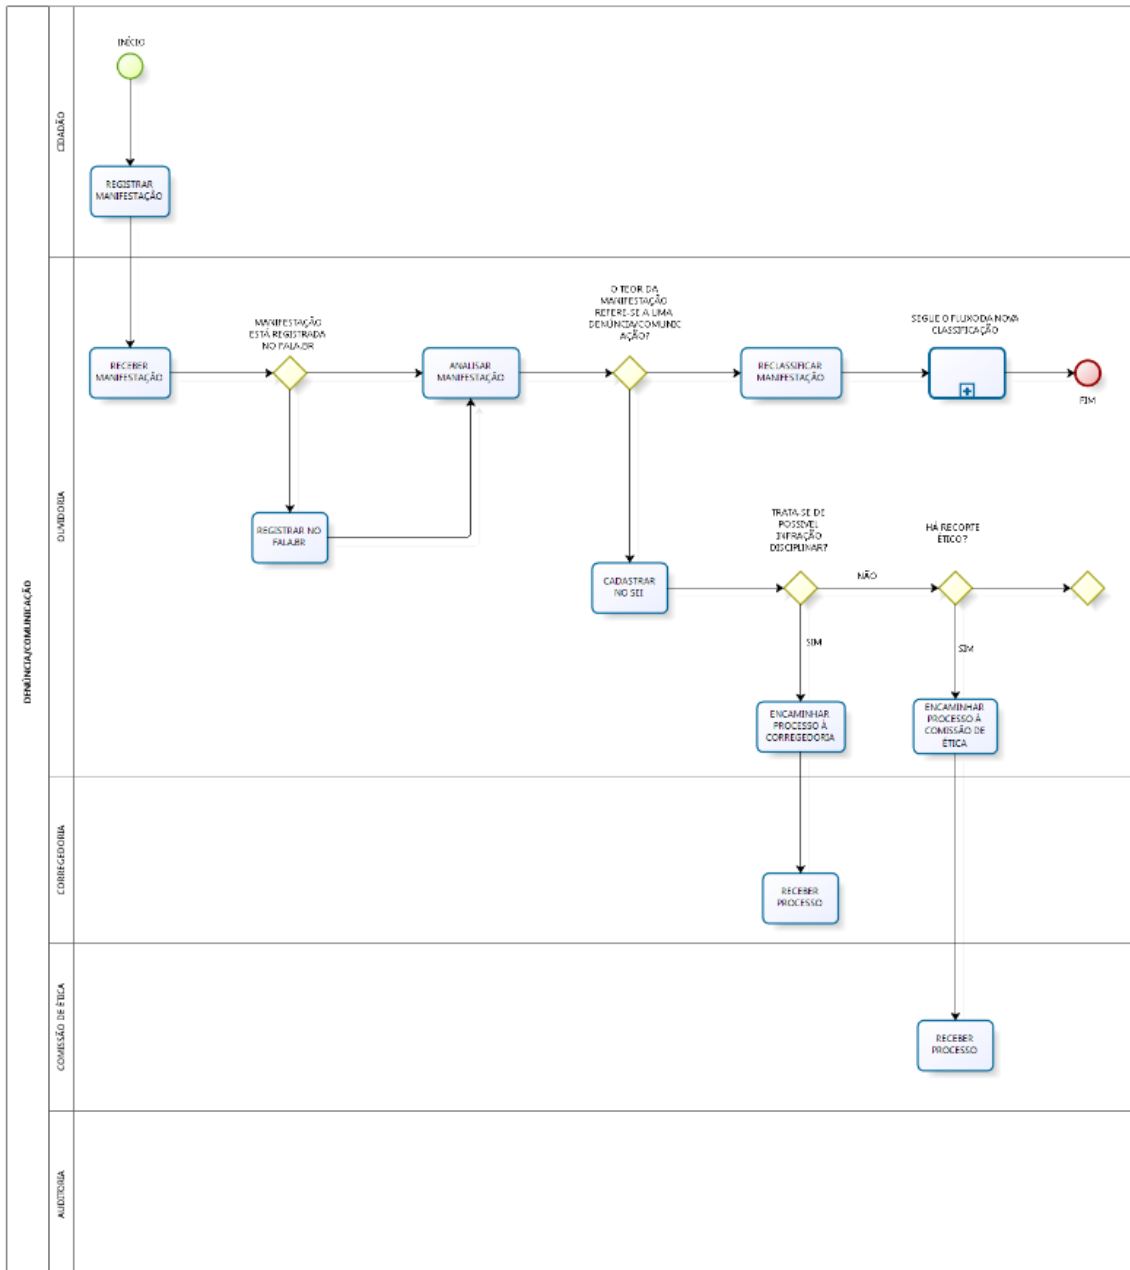 DENÚNCIA/COMUNICAÇÃO
CIDADÃO
INÍCIO
REGISTRAR
MANIFESTAÇÃO
OUVIDORIA
RECEBER
MANIFESTAÇÃO
MANIFESTAÇÃO
ESTÁ REGISTRADA
NO FALA.BR
REGISTRAR NO
FALA.BR
ANALISAR
MANIFESTAÇÃO
O TEOR DA
MANIFESTAÇÃO
REFERE-SE A UMA
DENÚNCIA/COMUNIC
AÇÃO?
RECLASSIFICAR
MANIFESTAÇÃO
SEGUE O FLUXO DA NOVA
CLASSIFICAÇÃO
FIM
CADASTRAR
NO SEI
TRATA-SE DE
POSSIVEL
INFRAÇÃO
DISCIPLINAR?
NÃO
SIM
HÁ RECORTE
ÉTICO?
SIM
ENCAMINHAR
PROCESSO À
CORREGEDORIA
ENCAMINHAR
PROCESSO À
COMISSÃO DE
ÉTICA
CORREGEDORIA
RECEBER
PROCESSO
COMISSÃO DE ÉTICA
RECEBER
PROCESSO
AUDITORIA